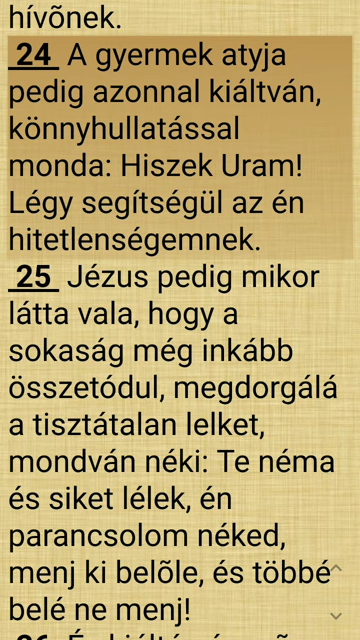 hívõnek.
24 A gyermek atyja
pedig azonnal kiáltván,
könnyhullatással
monda: Hiszek Uram!
Légy segítségül az én
hitetlenségemnek.
25 Jézus pedig mikor
látta vala, hogy a
sokaság még inkább
összetódul, megdorgálá
a tisztátalan lelket,
mondván néki: Te néma
és siket lélek, én
parancsolom néked,
menj ki belõle, és többé
belé ne menj!